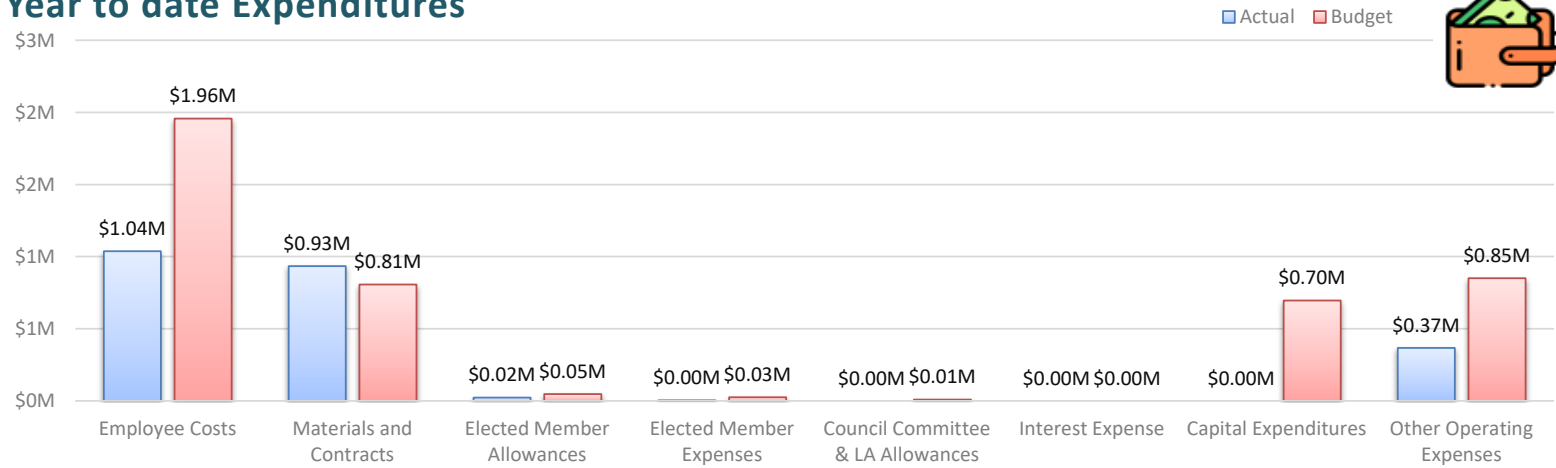 Year to date Expenditures
Actual Budget
$3M
$2M
$2M
$1M
$1M
$0M
$1.04M $1.96M
$0.93M $0.81M
$0.02M $0.05M
$0.00M $0.03M
$0.00M $0.01M
$0.00M $0.00M
$0.00M $0.70M
$0.37M $0.85M
Employee Costs
Materials and
Contracts
Elected Member
Allowances
Elected Member
Expenses
Council Committee
& LA Allowances
Interest Expense
Capital Expenditures
Other Operating
Expenses